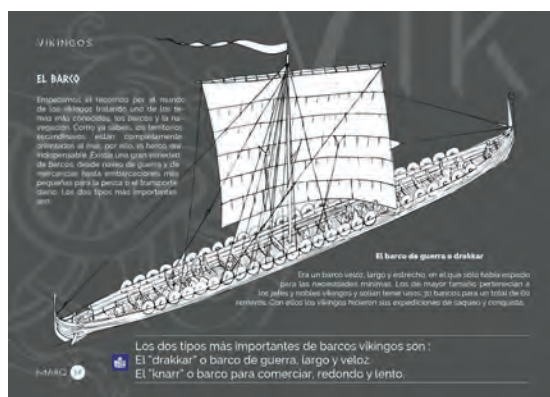 VIKINGOS
VIK
EL BARCO
Empezamos el recorrido por el mundo
de los vikingos tratando uno de los te-
mas más conocidos, los barcos y la na-
vegación. Como ya sabéis, los territorios
escandinavos están completamente
orientados al mar, por ello, el barco era
indispensable. Existía una gran variedad
de barcos, desde navíos de guerra y de
mercancías hasta embarcaciones más
pequeñas para la pesca o el transporte
diario. Los dos tipos más importantes
son:
El barco de guerra o drakkar
Era un barco veloz, largo y estrecho, en el que sólo había espacio
para las necesidades mínimas. Los de mayor tamaño pertenecían a
los jefes y nobles vikingos y solían tener unos 30 bancos para un total de 60
remeros. Con ellos los vikingos hicieron sus expediciones de saqueo y conquista.
Los dos tipos más importantes de barcos vikingos son :
El "drakkar" o barco de guerra, largo y veloz.
El "knarr" o barco para comerciar, redondo y lento.
MARQ